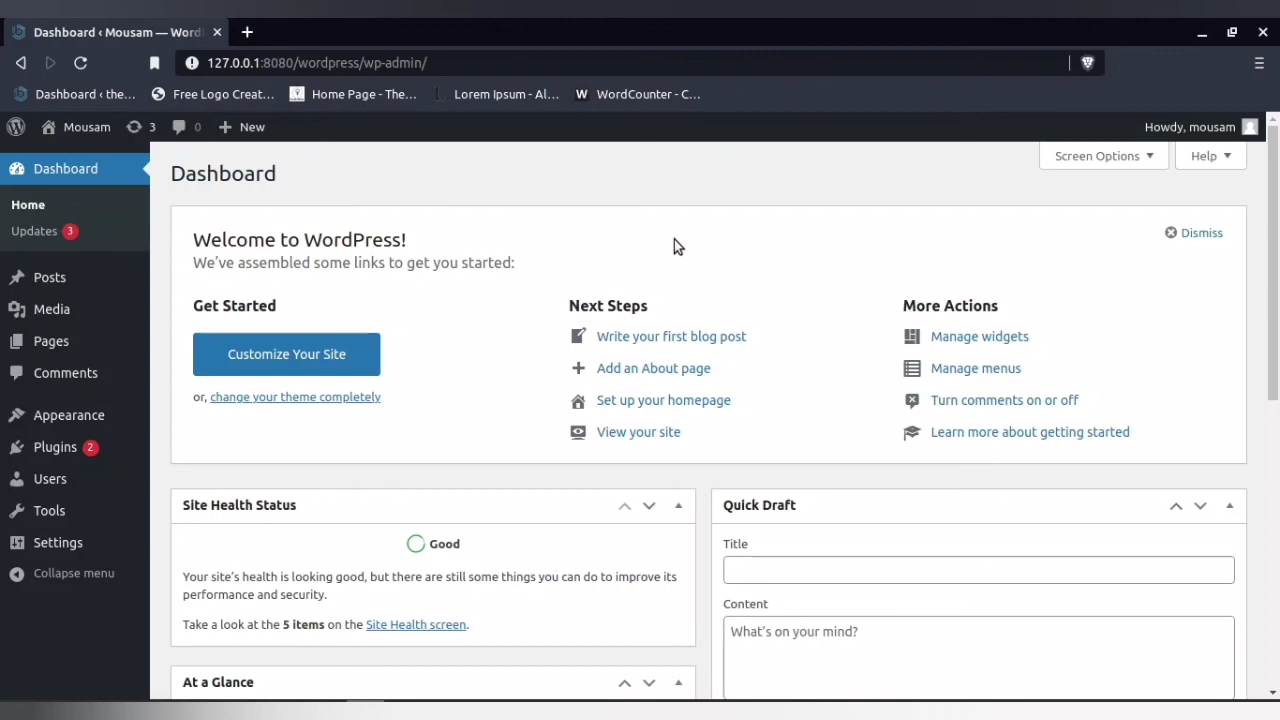 Dashboard ‹ Mousam — Word
127.0.0.1:8080/wordpress/wp-admin/
Dashboard ‹ the... Free Logo Creat... Home Page - The... Lorem Ipsum - Al... W WordCounter - C...
Mousam 3 0 New Howdy, mousam
Dashboard
Home
Updates 3
Posts
Media
Pages
Comments
Appearance
Plugins 2
Users
Tools
Settings
Collapse menu
Screen Options Help
Dashboard
Welcome to WordPress!
We've assembled some links to get you started:
Dismiss
Get Started
Customize Your Site
or, change your theme completely
Next Steps
Write your first blog post
Add an About page
Set up your homepage
View your site
More Actions
Manage widgets
Manage menus
Turn comments on or off
Learn more about getting started
Site Health Status
Good
Your site's health is looking good, but there are still some things you can do to improve its
performance and security.
Take a look at the 5 items on the Site Health screen.
At a Glance
Quick Draft
Title
Content
What's on your mind?